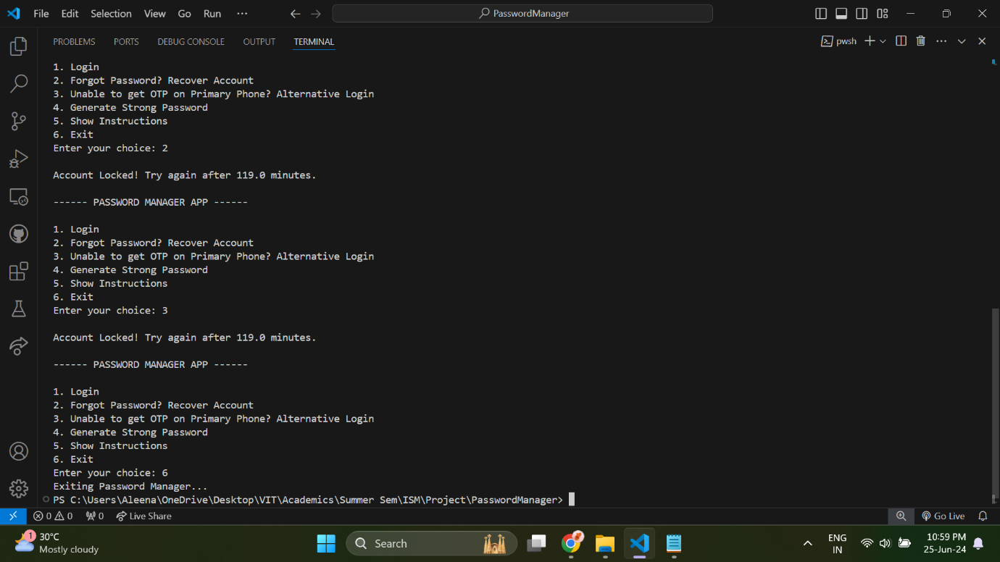 File Edit Selection View Go Run ··· PasswordManager
PROBLEMS PORTS DEBUG CONSOLE OUTPUT TERMINAL pwsh
1. Login
2. Forgot Password? Recover Account
3. Unable to get OTP on Primary Phone? Alternative Login
4. Generate Strong Password
5. Show Instructions
6. Exit
Enter your choice: 2
Account Locked! Try again after 119.0 minutes.
------ PASSWORD MANAGER APP ------
1. Login
2. Forgot Password? Recover Account
3. Unable to get OTP on Primary Phone? Alternative Login
4. Generate Strong Password
5. Show Instructions
6. Exit
Enter your choice: 3
Account Locked! Try again after 119.0 minutes.
------ PASSWORD MANAGER APP ------
1. Login
2. Forgot Password? Recover Account
3. Unable to get OTP on Primary Phone? Alternative Login
4. Generate Strong Password
5. Show Instructions
6. Exit
Enter your choice: 6
Exiting Password Manager...
PS C:\Users\Aleena\OneDrive\Desktop\VIT\Academics\Summer Sem\ISM\Project\PasswordManager>
0 0 0 Live Share Go Live
1 30°C
Mostly cloudy
Search
ENG
IN
10:59 PM
25-Jun-24